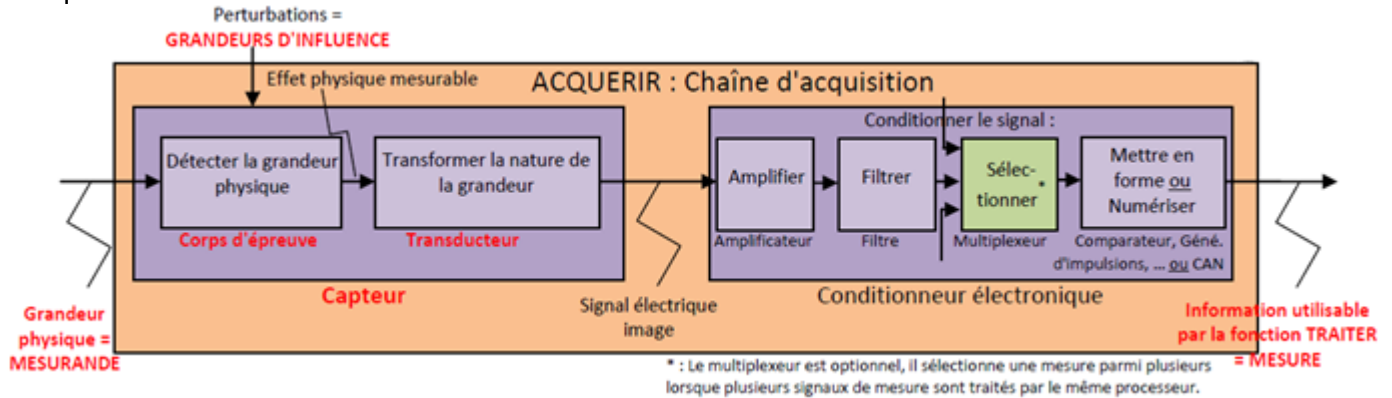 Perturbations =
GRANDEURS D'INFLUENCE
Effet physique mesurable
ACQUERIR : Chaîne d'acquisition
Conditionner le signal :
Détecter la grandeur
physique
Corps d'épreuve
Transformer la nature de
la grandeur
Transducteur
Capteur
Amplifier
Amplificateur
Filtrer
Filtre
Sélec-
tionner *
Multiplexeur
Mettre en
forme ou
Numériser
Comparateur, Géné.
d'impulsions, ... ou CAN
Conditionneur électronique
Signal électrique
image
Grandeur
physique =
MESURANDE
Information utilisable
par la fonction TRAITER
= MESURE
* : Le multiplexeur est optionnel, il sélectionne une mesure parmi plusieurs
lorsque plusieurs signaux de mesure sont traités par le même processeur.